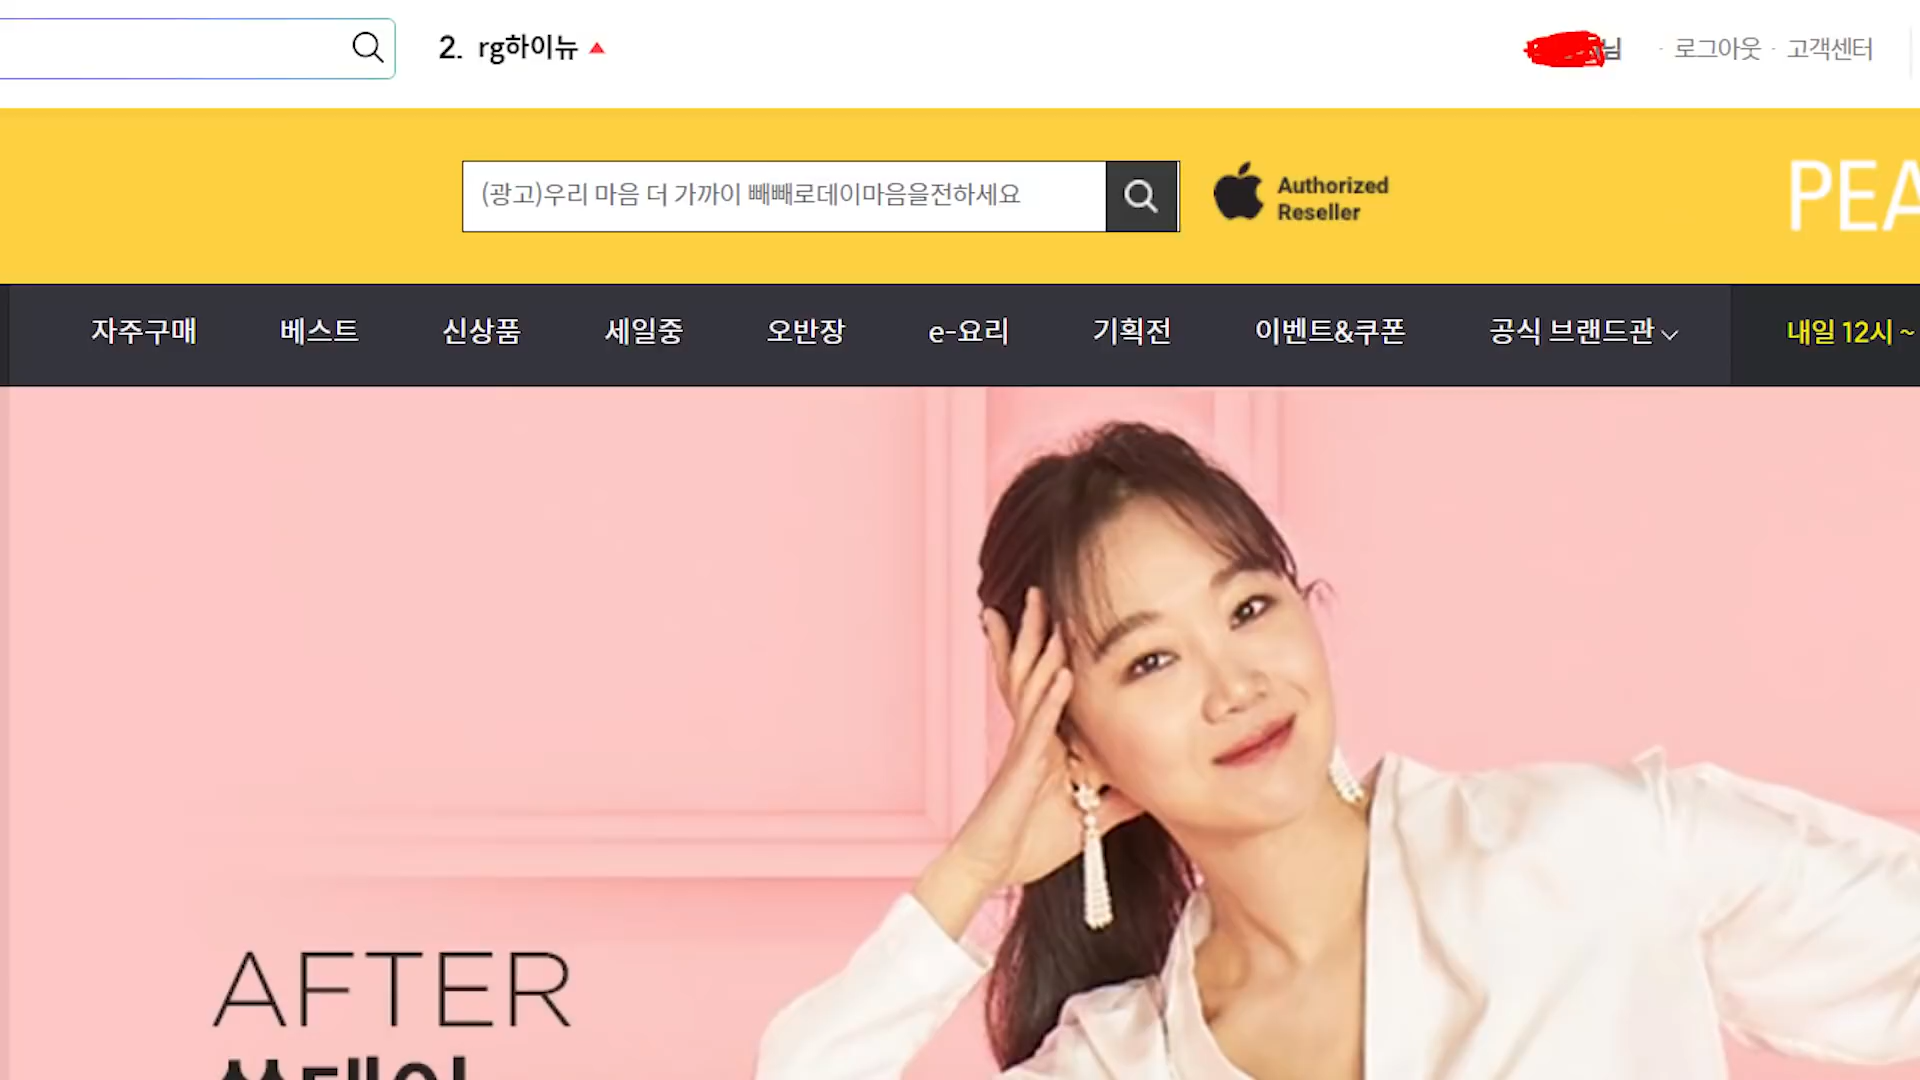 2. rg하이뉴
님 · 로그아웃 · 고객센터
(광고)우리 마음 더 가까이 빼빼로데이마음을전하세요
Authorized
Reseller
PEA
자주구매 베스트 신상품 세일중 오반장 e-요리 기획전 이벤트&쿠폰 공식 브랜드관 내일 12시 ~
AFTER
쓱데이